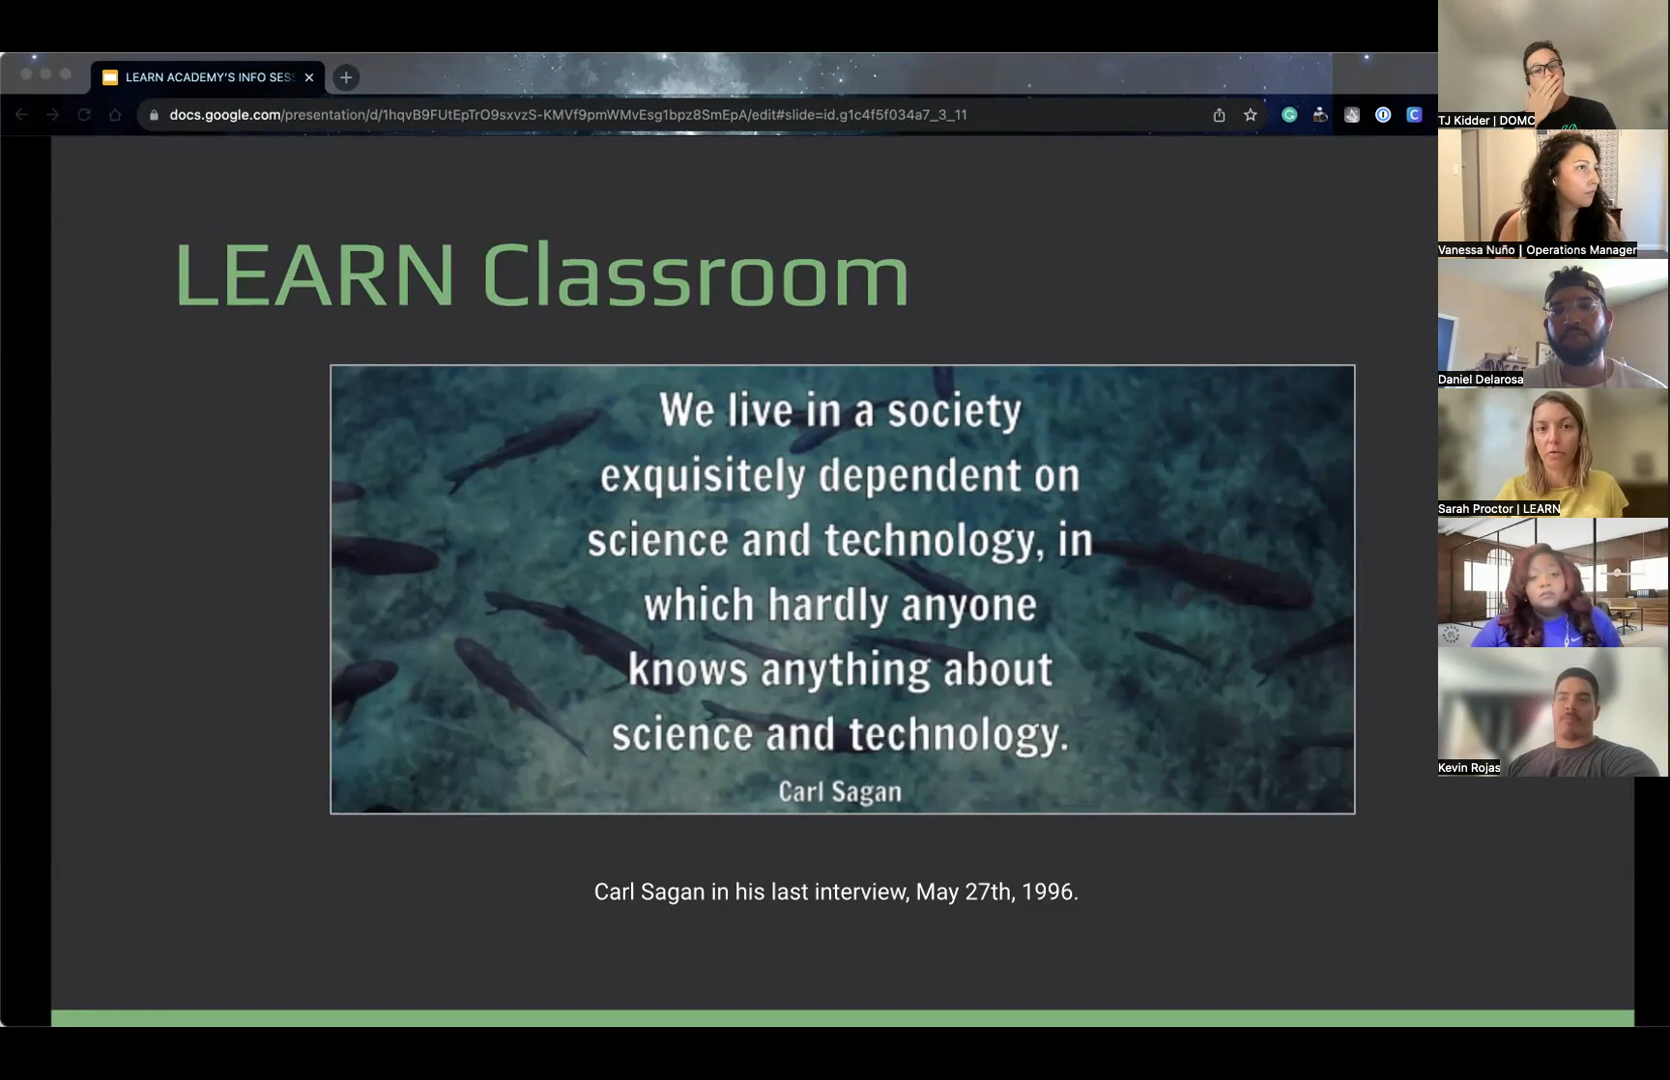 LEARN ACADEMY'S INFO SES
docs.google.com/presentation/d/1hqvB9FUtEpTrO9sxvzS-KMVf9pmWMvEsg1bpz8SmEpA/edit#slide=id.g1c4f5f034a7_3_11
LEARN Classroom
We live in a society
exquisitely dependent on
science and technology, in
which hardly anyone
knows anything about
science and technology.
Carl Sagan
Carl Sagan in his last interview, May 27th, 1996.
TJ Kidder | DOMC
Vanessa Nuño | Operations Manager
Daniel Delarosa
Sarah Proctor | LEARN
Kevin Rojas